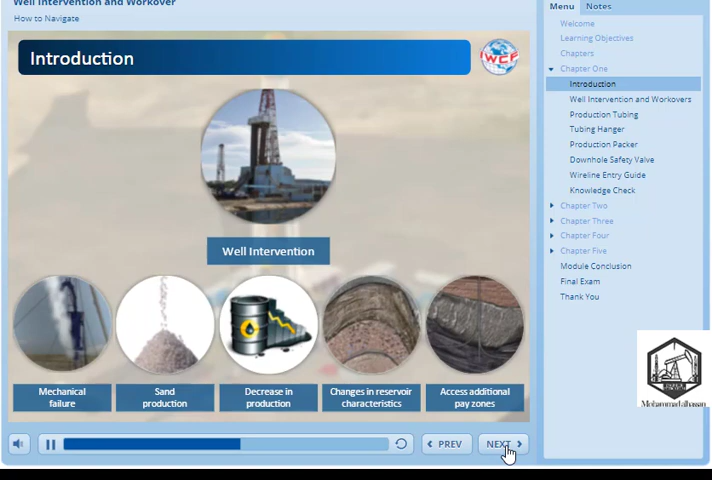 Well Intervention and Workover
How to Navigate
Menu
Notes
Introduction
IWCF
Well Intervention
Mechanical
failure
Sand
production
Decrease in
production
Changes in reservoir
characteristics
Access additional
pay zones
PREV
NEXT
Welcome
Learning Objectives
Chapters
Chapter One
Introduction
Well Intervention and Workovers
Production Tubing
Tubing Hanger
Production Packer
Downhole Safety Valve
Wireline Entry Guide
Knowledge Check
Chapter Two
Chapter Three
Chapter Four
Chapter Five
Module Conclusion
Final Exam
Thank You
Mohammad alhassan